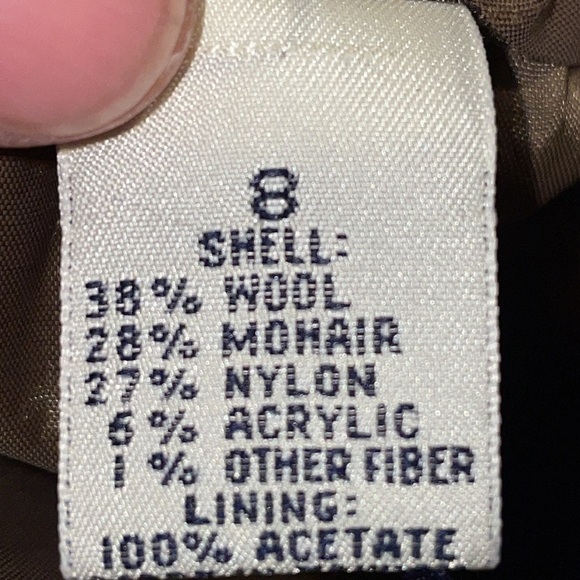 8
SHELL:
38% WOOL
28% MOHAIR
27% NYLON
6% ACRYLIC
1% OTHER FIBER
LINING:
100% ACETATE